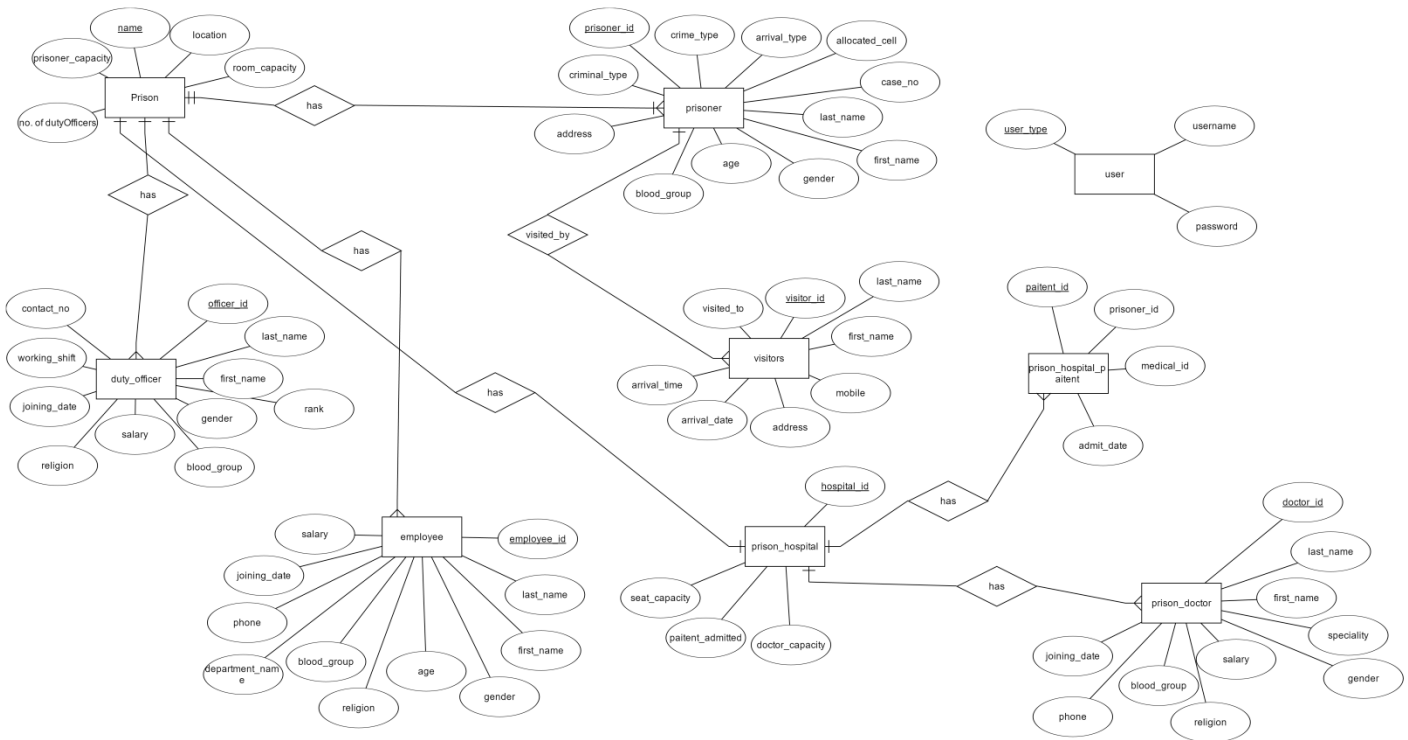 name
location
prisoner_capacity
room_capacity
Prison
no. of dutyOfficers
has
prisoner_id
crime_type
arrival_type
allocated_cell
criminal_type
case_no
prisoner
last_name
address
first_name
age
gender
blood_group
user_type
username
user
password
has
visited_by
has
contact_no
officer_id
last_name
working_shift
duty_officer
first_name
joining_date
rank
gender
salary
religion
blood_group
last_name
visitor_id
visited_to
first_name
visitors
arrival_time
mobile
arrival_date
address
has
paitent_id
prisoner_id
prison_hospital_p
aitent
medical_id
admit_date
has
hospital_id
prison_hospital
seat_capacity
paitent_admitted
doctor_capacity
has
salary
employee
employee_id
joining_date
last_name
phone
first_name
department_nam
e
blood_group
age
gender
religion
doctor_id
last_name
prison_doctor
first_name
speciality
joining_date
salary
gender
blood_group
phone
religion